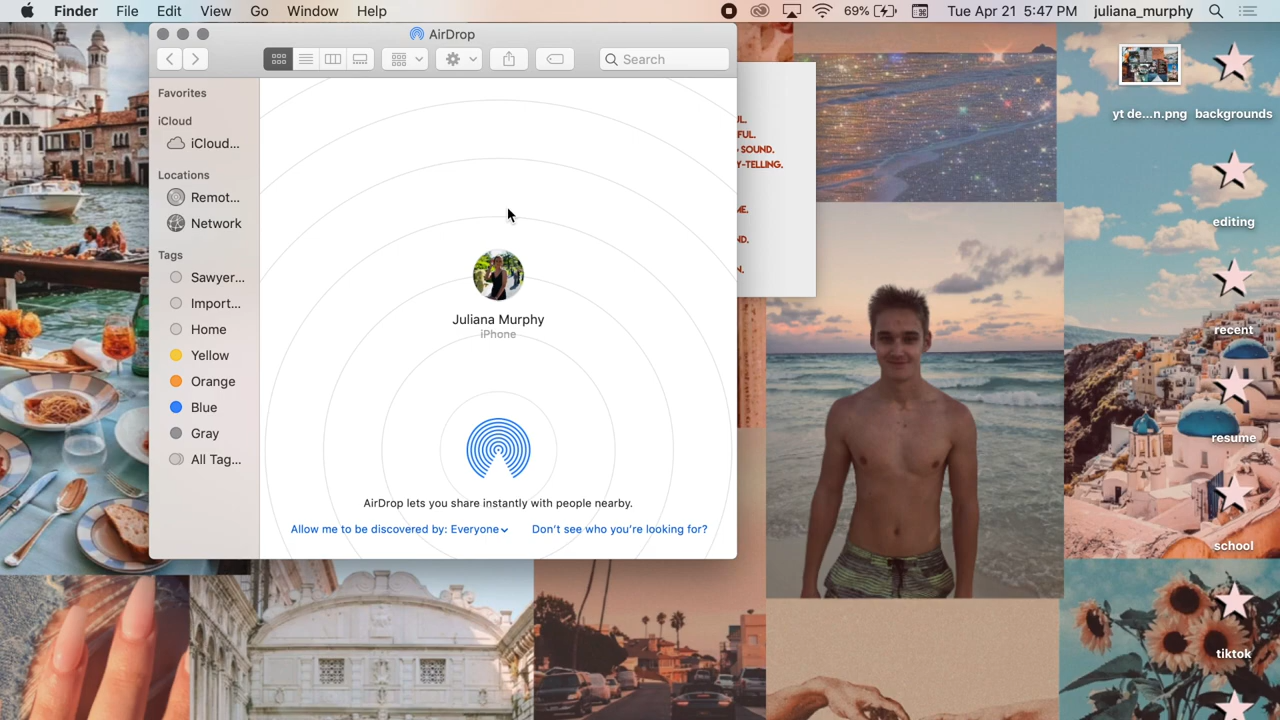 Finder File Edit View Go Window Help 69% Tue Apr 21 5:47 PM juliana_murphy
AirDrop
Search
Favorites
iCloud
iCloud...
Locations
Remot...
Network
Tags
Sawyer...
Import...
Home
Yellow
Orange
Blue
Gray
All Tag...
Juliana Murphy
iPhone
AirDrop lets you share instantly with people nearby.
Allow me to be discovered by: Everyone
Don't see who you're looking for?
FUL.
SOUND.
Y-TELLING.
yt de...n.png
backgrounds
editing
recent
resume
school
tiktok